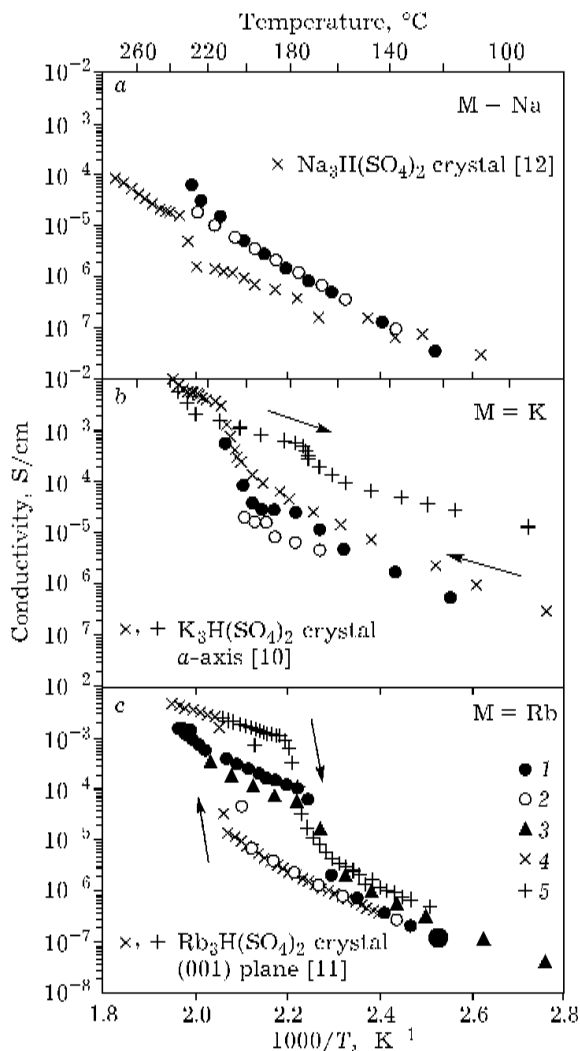 Temperature, °C
260 220 200 180 160 140 120 100
10⁻²
a
M – Na
10⁻³
× Na₃II(SO₄)₂ crystal [12]
10⁻⁴
10⁻⁵
10⁻⁶
10⁻⁷
10⁻²
b
M = K
10⁻³
10⁻⁴
10⁻⁵
10⁻⁶
10⁻⁷
×, + K₃H(SO₄)₂ crystal
a-axis [10]
Conductivity, S/cm
10⁻²
c
M = Rb
10⁻³
10⁻⁴
10⁻⁵
10⁻⁶
10⁻⁷
10⁻⁸
1
2
3
4
5
×, + Rb₃H(SO₄)₂ crystal
(001) plane [11]
1.8 2.0 2.2 2.4 2.6 2.8
1000/T, K⁻¹